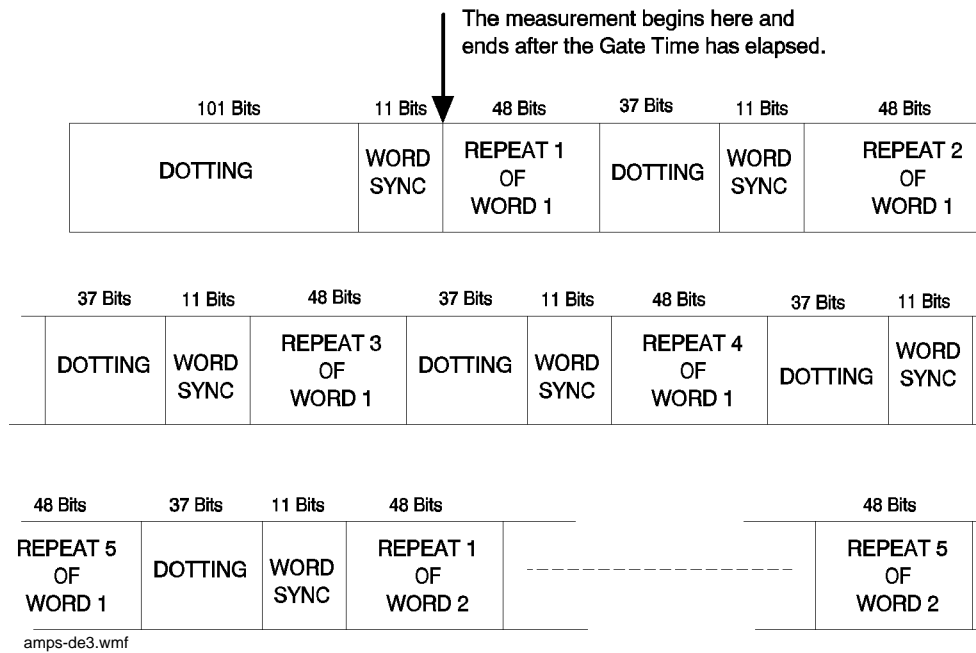 The measurement begins here and
ends after the Gate Time has elapsed.
101 Bits 11 Bits 48 Bits 37 Bits 11 Bits 48 Bits
DOTTING
WORD
SYNC
REPEAT 1
OF
WORD 1
DOTTING
WORD
SYNC
REPEAT 2
OF
WORD 1
37 Bits 11 Bits 48 Bits 37 Bits 11 Bits 48 Bits 37 Bits 11 Bits
DOTTING
WORD
SYNC
REPEAT 3
OF
WORD 1
DOTTING
WORD
SYNC
REPEAT 4
OF
WORD 1
DOTTING
WORD
SYNC
48 Bits 37 Bits 11 Bits 48 Bits 48 Bits
REPEAT 5
OF
WORD 1
DOTTING
WORD
SYNC
REPEAT 1
OF
WORD 2
REPEAT 5
OF
WORD 2
amps-de3.wmf